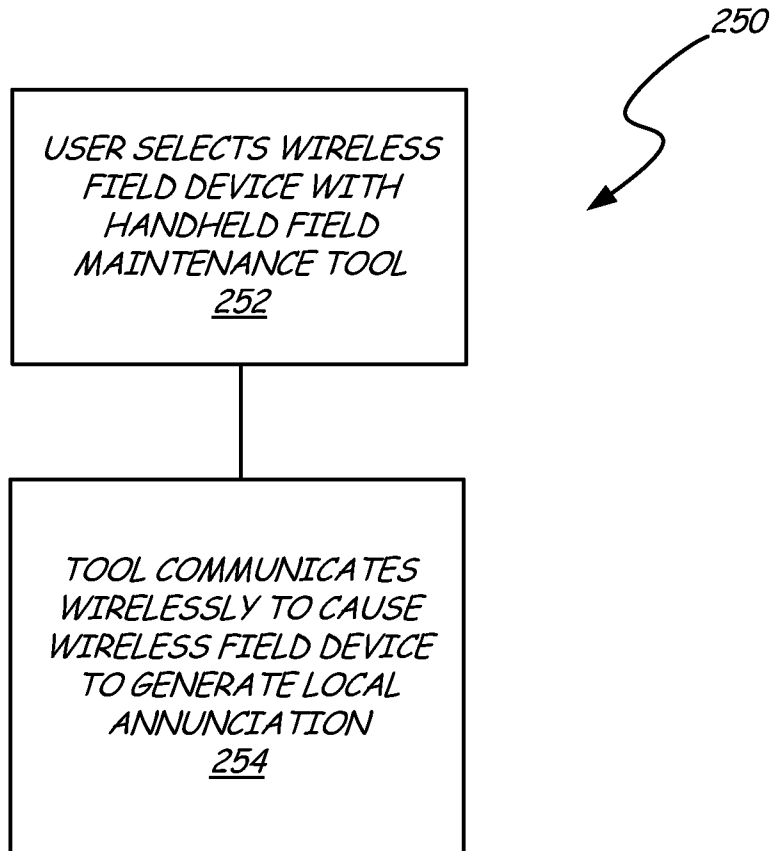 250
USER SELECTS WIRELESS
FIELD DEVICE WITH
HANDHELD FIELD
MAINTENANCE TOOL
252
TOOL COMMUNICATES
WIRELESSLY TO CAUSE
WIRELESS FIELD DEVICE
TO GENERATE LOCAL
ANNUNCIATION
254